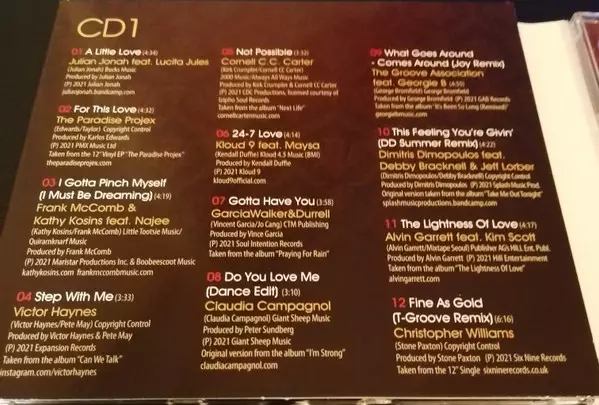 CD1
01 A Little Love (4:34)
Julian Jonah feat. Lucita Jules
(Julian Jonah) Bucks Music
Produced by Julian Jonah
(P) 2021 Julian Jonah
julianjonah.bandcamp.com
02 For This Love (4:32)
The Paradise Projex
(Edwards/Taylor) Copyright Control
Produced by Karlos Edwards
(P) 2021 PMX Music Ltd
Taken from the 12" Vinyl EP "The Paradise Projex"
theparadiseprojex.com
03 I Gotta Pinch Myself
(I Must Be Dreaming) (4:19)
Frank McComb &
Kathy Kosins feat. Najee
(Kathy Kosins/Frank McComb) Little Tootsie Music/
Quiramknarf Music
Produced by Frank McComb
(P) 2021 Maristar Productions Inc, & Boobeescoot Music
kathykosins.com frankmccombmusic.com
04 Step With Me (3:33)
Victor Haynes
(Victor Haynes/Pete May) Copyright Control
Produced by Victor Haynes & Pete May
(P) 2021 Expansion Records
Taken from the album "Can We Talk"
instagram.com/victorhaynes
05 Not Possible (3:32)
Cornell C.C. Carter
(Kirk Crumpler/Cornell CC Carter)
2000 Music/Always All Ways Music
Produced by Kirk Crumpler & Cornell CC Carter
(P) 2021 CDC Productions, licensed courtesy of
Izipho Soul Records
Taken from the album "Next Life"
cornellcartermusic.com
06 24-7 Love (4:14)
Kloud 9 feat. Maysa
(Kendall Duffie) Kloud 4.5 Music (BMI)
Produced by Kendall Duffie
(P) 2021 Kloud 9
kloud9official.com
07 Gotta Have You (3:58)
GarciaWalker&Durrell
(Vincent Garcia/Jo Cang) CTM Publishing
Produced by Vince Garcia
(P) 2021 Soul Intention Records
Taken from the album "Praying For Rain"
08 Do You Love Me
(Dance Edit) (3:10)
Claudia Campagnol
(Claudia Campagnol) Giant Sheep Music
Produced by Peter Sundberg
(P) 2021 Giant Sheep Music
Original version from the album "I'm Strong"
claudiacampagnol.com
09 What Goes Around
- Comes Around (Joy Remix)
The Groove Association
feat. Georgie B (4:55)
(George Bromfield) George Bromfield
Produced by George Bromfield (P) 2021 GAB Records
Taken from the album "It's Been So Long (Remixed)"
georgiebmusic.com
10 This Feeling You're Givin'
(DD Summer Remix) (4:22)
Dimitris Dimopoulos feat.
Debby Bracknell & Jeff Lorber
(Dimitris Dimopoulos/Debby Bracknell) Copyright Control
Produced by Dimitris Dimopoulos (P) 2021 Splash Music Prod.
Original version taken from the album "Take Me Out Tonight"
splashmusicproductions.bandcamp.com
11 The Lightness Of Love (4:17)
Alvin Garrett feat. Kim Scott
(Alvin Garrett/Mixtape Seoul) Publisher AG's HILL Ent. Publ.
Produced by Alvin Garrett (P) 2021 Hill Entertainment
Taken from the album "The Lightness Of Love"
alvingarrett.com
12 Fine As Gold
(T-Groove Remix) (6:16)
Christopher Williams
(Stone Paxton) Copyright Control
Produced by Stone Paxton (P) 2021 Six Nine Records
Taken from the 12" Single sixninerecords.co.uk